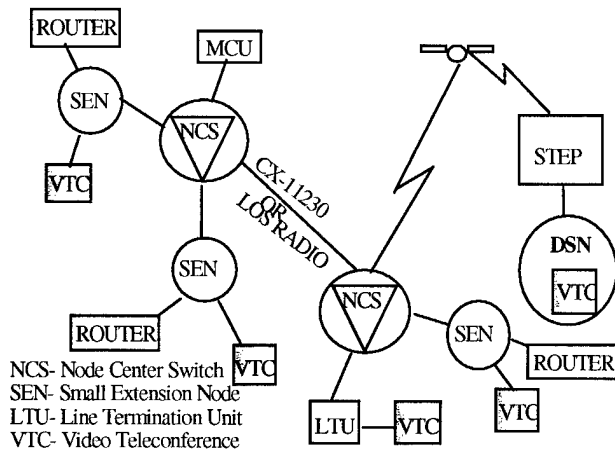 ROUTER
MCU
SEN
NCS
VTC
STEP
CX-11230
OR
LOS RADIO
DSN
VTC
SEN
NCS
SEN
ROUTER
ROUTER
VTC
VTC
LTU
VTC
NCS- Node Center Switch
SEN- Small Extension Node
LTU- Line Termination Unit
VTC- Video Teleconference